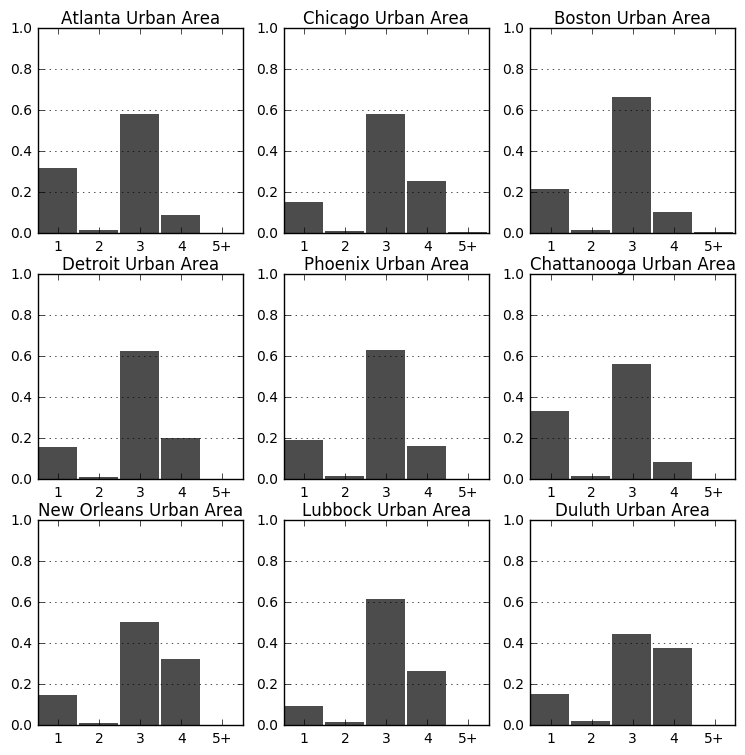 Atlanta Urban Area Chicago Urban Area Boston Urban Area
1.0 1.0 1.0
0.8 0.8 0.8
0.6 0.6 0.6
0.4 0.4 0.4
0.2 0.2 0.2
0.0 0.0 0.0
1 2 3 4 5+ 1 2 3 4 5+ 1 2 3 4 5+
Detroit Urban Area Phoenix Urban Area Chattanooga Urban Area
1.0 1.0 1.0
0.8 0.8 0.8
0.6 0.6 0.6
0.4 0.4 0.4
0.2 0.2 0.2
0.0 0.0 0.0
1 2 3 4 5+ 1 2 3 4 5+ 1 2 3 4 5+
New Orleans Urban Area Lubbock Urban Area Duluth Urban Area
1.0 1.0 1.0
0.8 0.8 0.8
0.6 0.6 0.6
0.4 0.4 0.4
0.2 0.2 0.2
0.0 0.0 0.0
1 2 3 4 5+ 1 2 3 4 5+ 1 2 3 4 5+